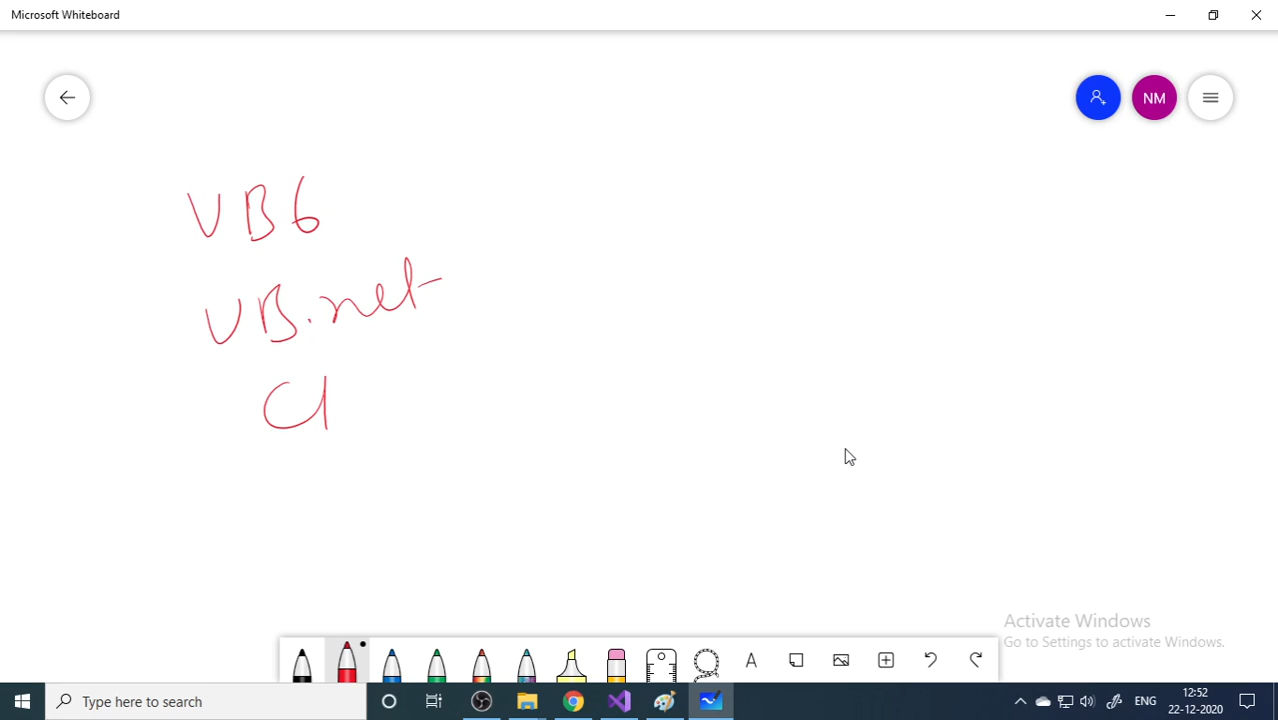 Microsoft Whiteboard
NM
VB6
VB.net
C
A
Activate Windows
Go to Settings to activate Windows.
Type here to search
ENG
12:52
22-12-2020